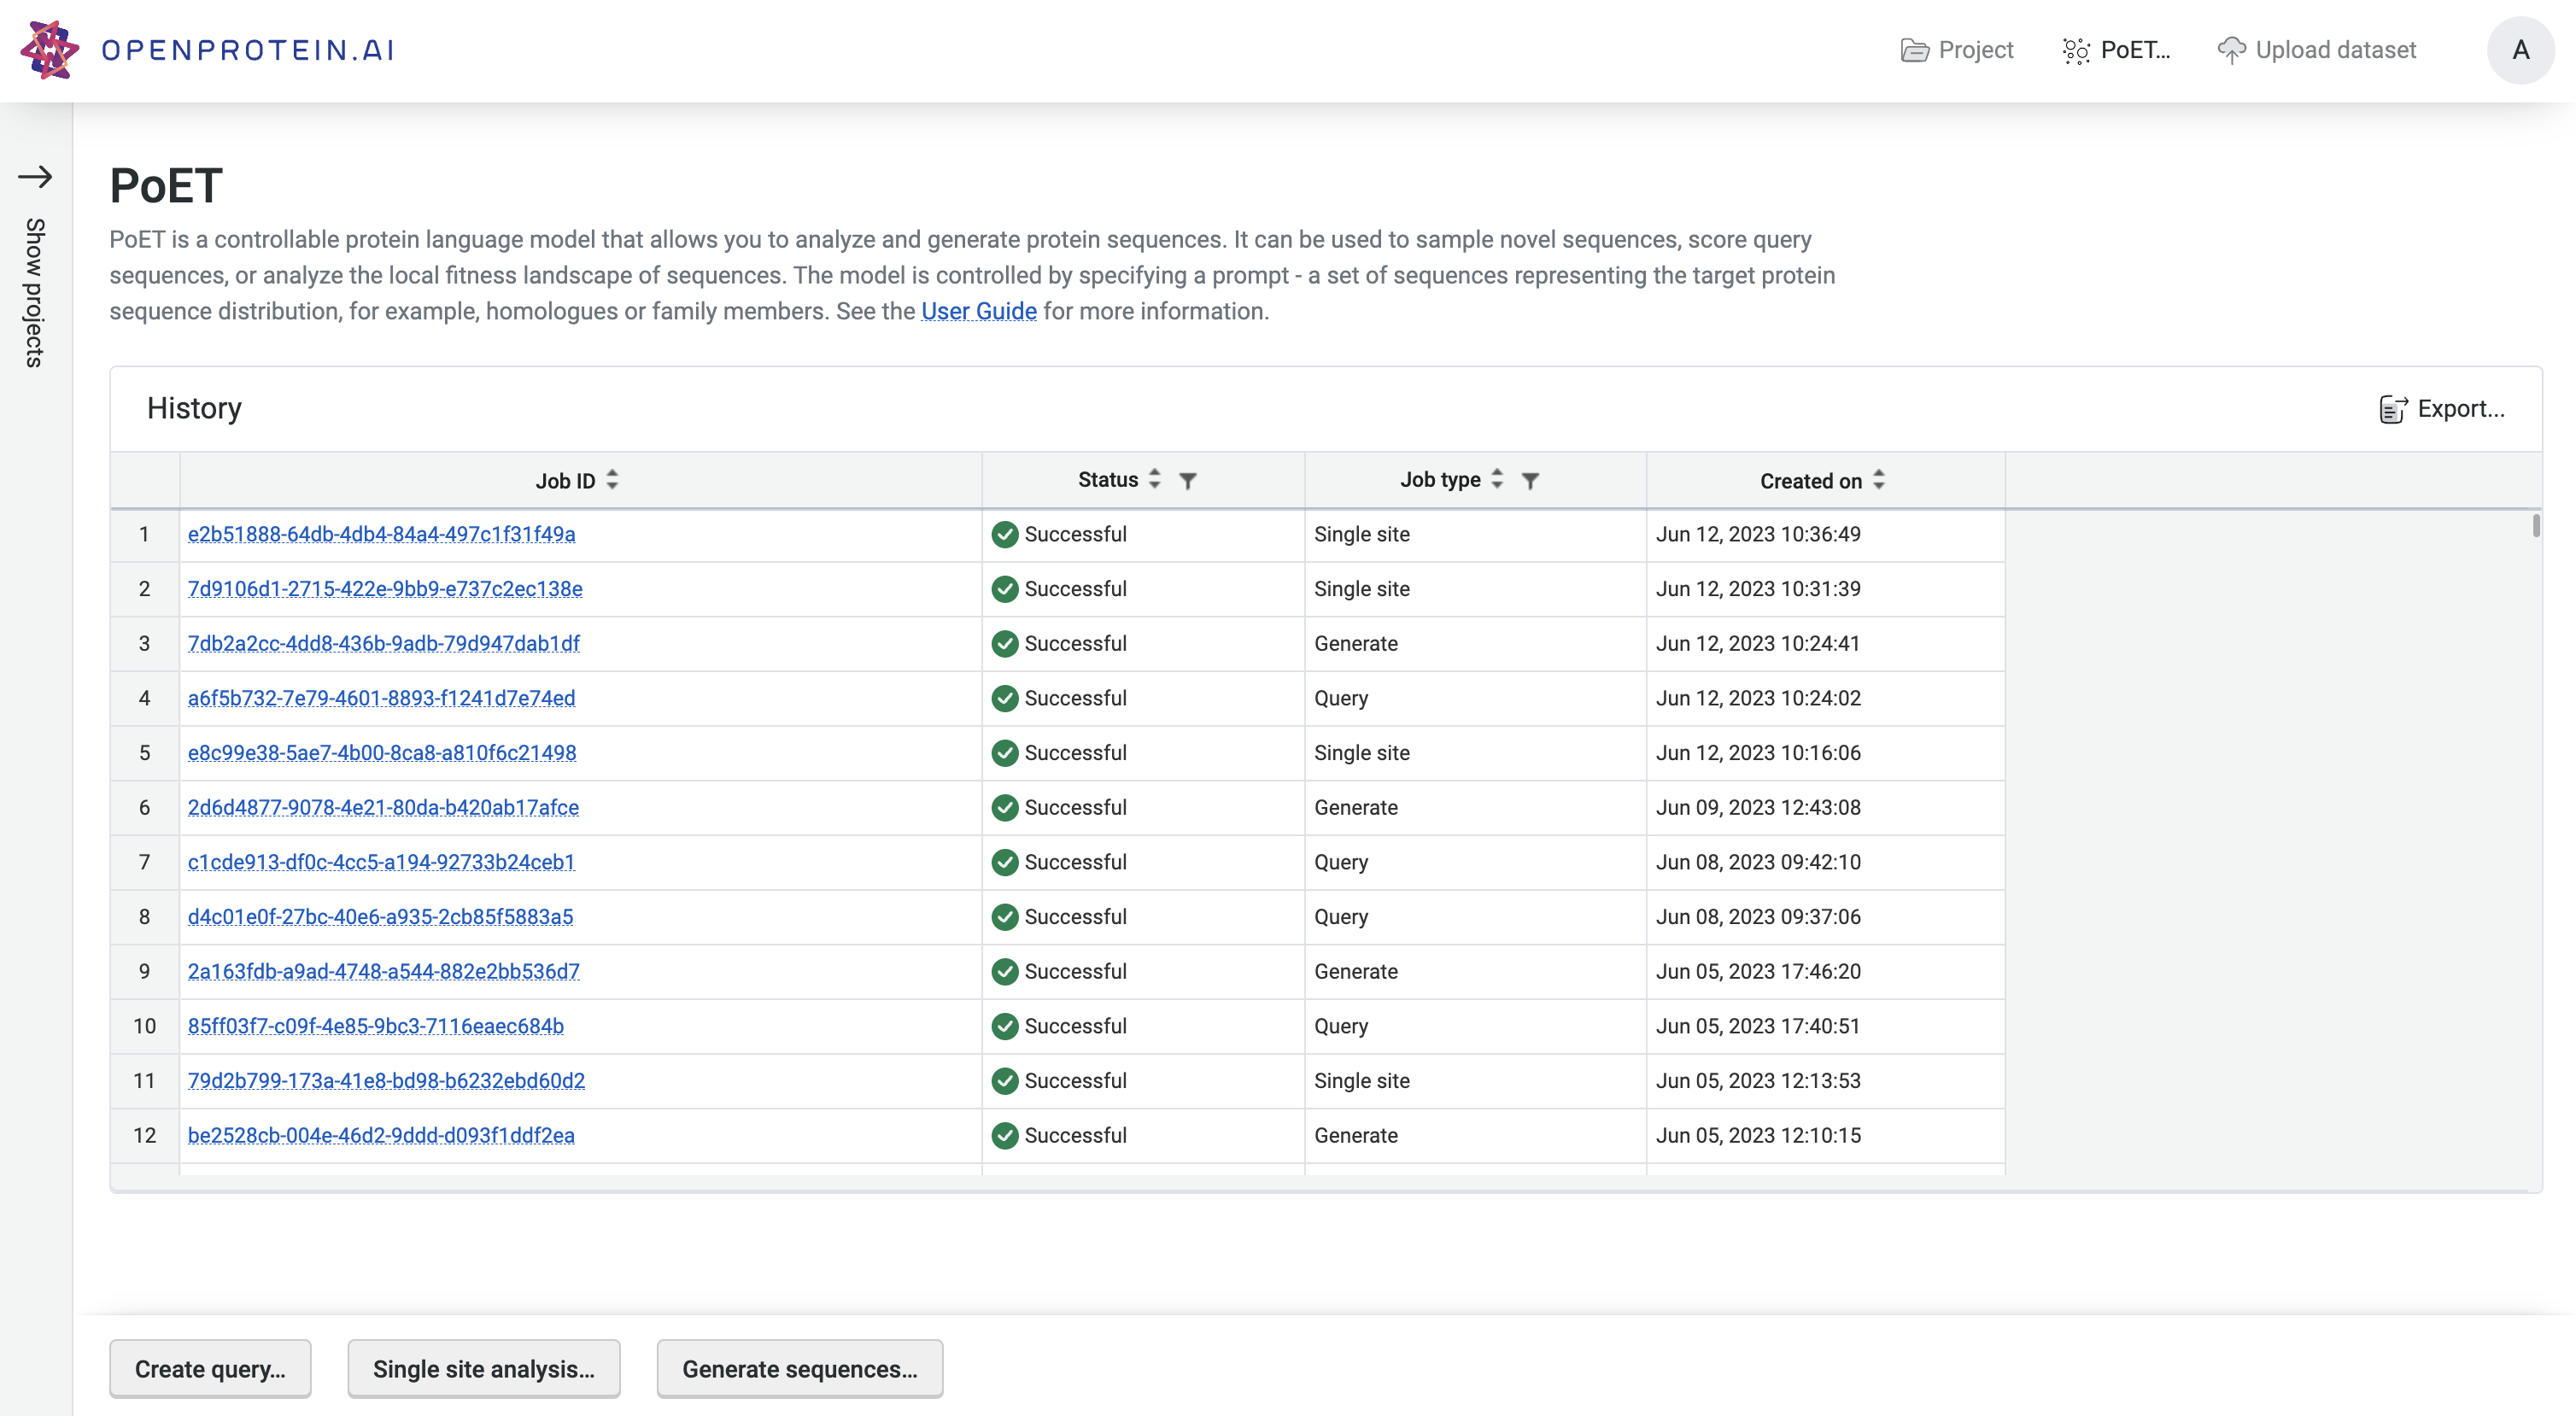 OPENPROTEIN.AI
Project
PoET...
Upload dataset
A
Show projects
PoET
PoET is a controllable protein language model that allows you to analyze and generate protein sequences. It can be used to sample novel sequences, score query
sequences, or analyze the local fitness landscape of sequences. The model is controlled by specifying a prompt - a set of sequences representing the target protein
sequence distribution, for example, homologues or family members. See the User Guide for more information.
History
Export...
Job ID Status Job type Created on
1 e2b51888-64db-4db4-84a4-497c1f31f49a Successful Single site Jun 12, 2023 10:36:49
2 7d9106d1-2715-422e-9bb9-e737c2ec138e Successful Single site Jun 12, 2023 10:31:39
3 7db2a2cc-4dd8-436b-9adb-79d947dab1df Successful Generate Jun 12, 2023 10:24:41
4 a6f5b732-7e79-4601-8893-f1241d7e74ed Successful Query Jun 12, 2023 10:24:02
5 e8c99e38-5ae7-4b00-8ca8-a810f6c21498 Successful Single site Jun 12, 2023 10:16:06
6 2d6d4877-9078-4e21-80da-b420ab17afce Successful Generate Jun 09, 2023 12:43:08
7 c1cde913-df0c-4cc5-a194-92733b24ceb1 Successful Query Jun 08, 2023 09:42:10
8 d4c01e0f-27bc-40e6-a935-2cb85f5883a5 Successful Query Jun 08, 2023 09:37:06
9 2a163fdb-a9ad-4748-a544-882e2bb536d7 Successful Generate Jun 05, 2023 17:46:20
10 85ff03f7-c09f-4e85-9bc3-7116eaec684b Successful Query Jun 05, 2023 17:40:51
11 79d2b799-173a-41e8-bd98-b6232ebd60d2 Successful Single site Jun 05, 2023 12:13:53
12 be2528cb-004e-46d2-9ddd-d093f1ddf2ea Successful Generate Jun 05, 2023 12:10:15
Create query...
Single site analysis...
Generate sequences...